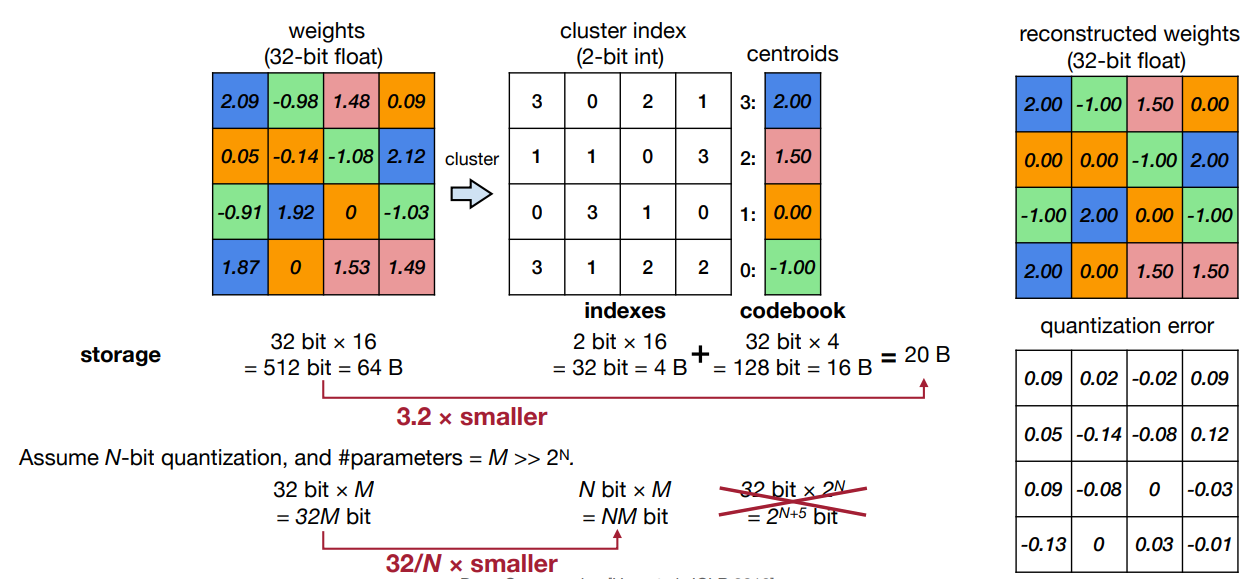 weights
(32-bit float)
2.09 -0.98 1.48 0.09
0.05 -0.14 -1.08 2.12
-0.91 1.92 0 -1.03
1.87 0 1.53 1.49
cluster
cluster index
(2-bit int)
3 0 2 1
1 1 0 3
0 3 1 0
3 1 2 2
indexes
centroids
3: 2.00
2: 1.50
1: 0.00
0: -1.00
codebook
reconstructed weights
(32-bit float)
2.00 -1.00 1.50 0.00
0.00 0.00 -1.00 2.00
-1.00 2.00 0.00 -1.00
2.00 0.00 1.50 1.50
quantization error
0.09 0.02 -0.02 0.09
0.05 -0.14 -0.08 0.12
0.09 -0.08 0 -0.03
-0.13 0 0.03 -0.01
storage
32 bit × 16
= 512 bit = 64 B
2 bit × 16
= 32 bit = 4 B
+
32 bit × 4
= 128 bit = 16 B
= 20 B
3.2 × smaller
Assume N-bit quantization, and #parameters = M >> 2ᴺ.
32 bit × M
= 32M bit
N bit × M
= NM bit
32 bit × 2ᴺ
= 2ᴺ⁺⁵ bit
32/N × smaller